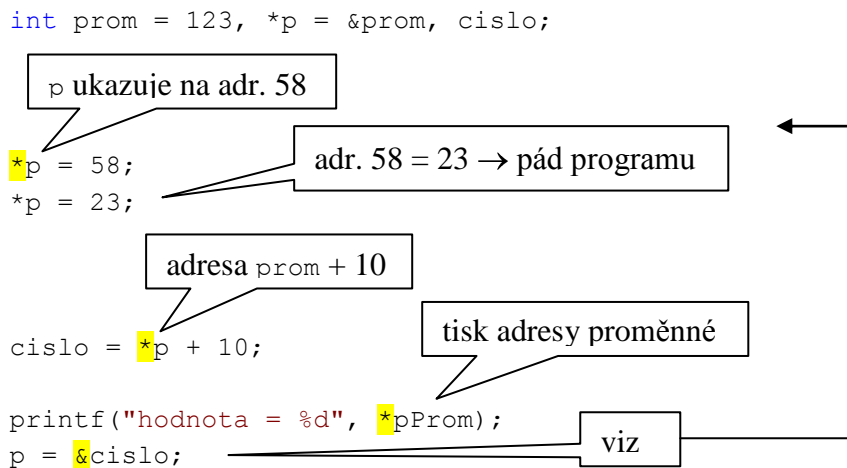 int prom = 123, *p = &prom, cislo;
p ukazuje na adr. 58
*p = 58;
adr. 58 = 23 → pád programu
*p = 23;
adresa prom + 10
cislo = *p + 10;
tisk adresy proměnné
printf("hodnota = %d", *pProm);
p = &cislo;
viz